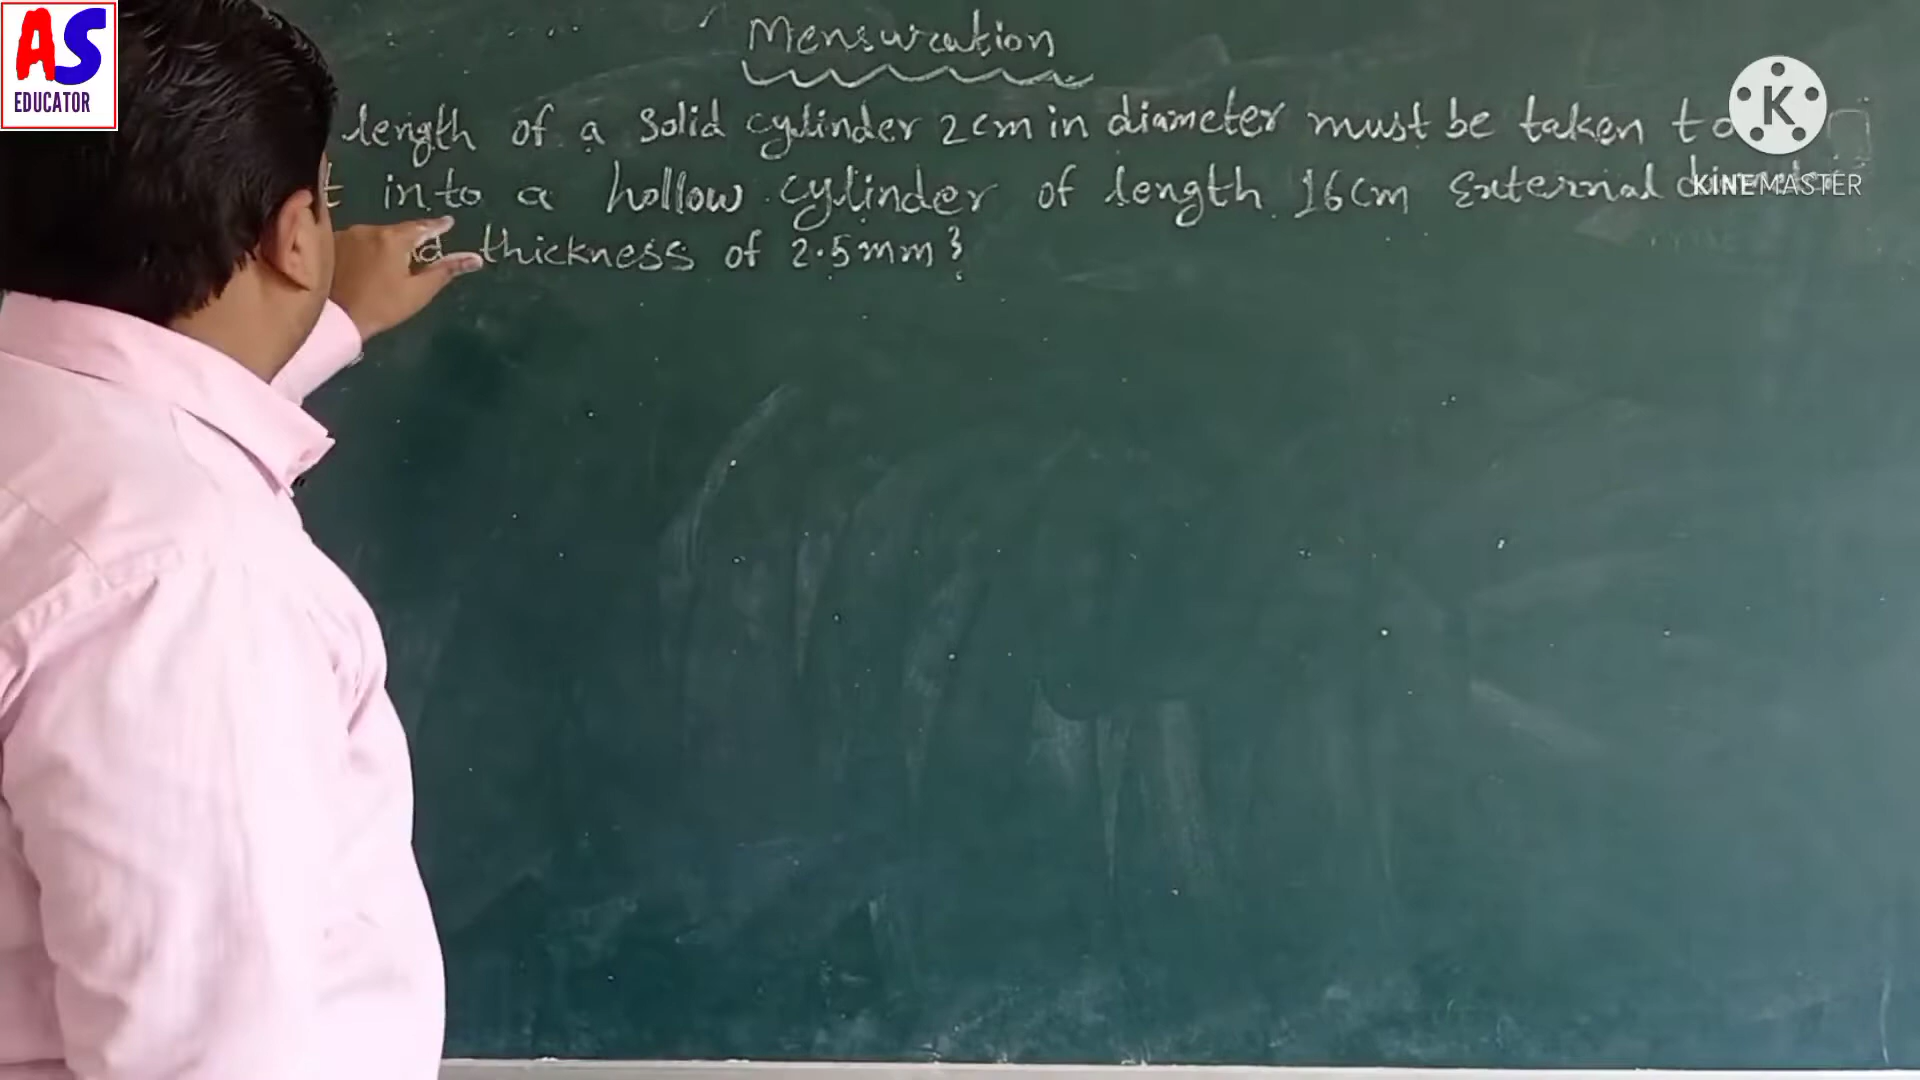 AS
EDUCATOR
Mensuration
length of a solid cylinder 2cm in diameter must be taken to
into a hollow cylinder of length 16cm External
thickness of 2.5mm?
K
KINEMASTER